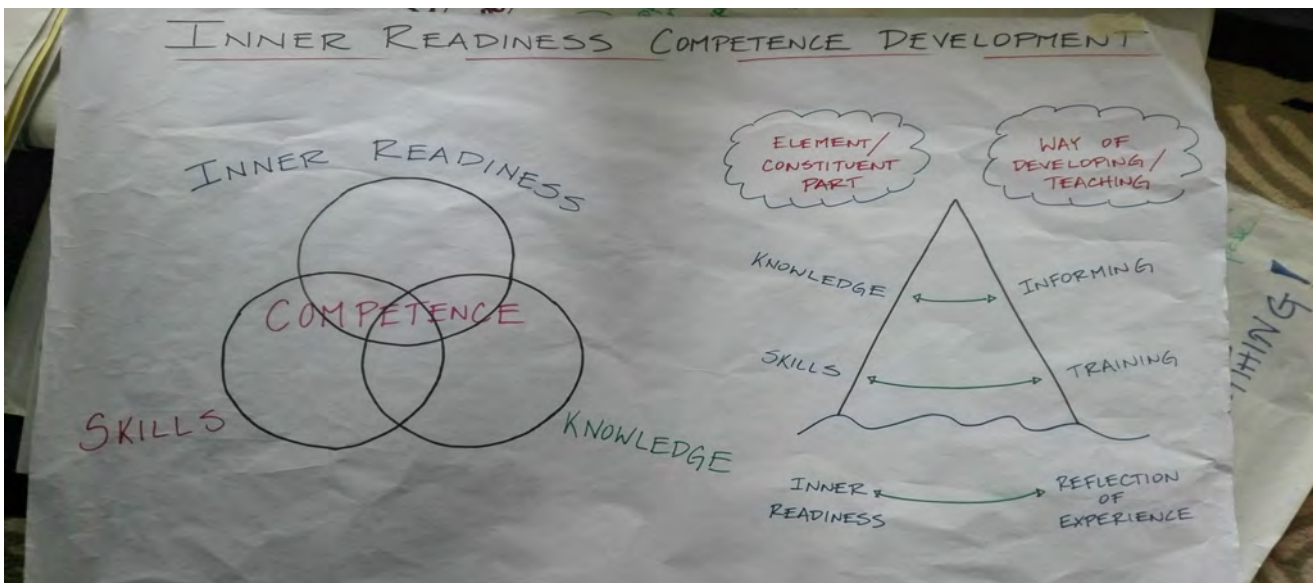 INNER READINESS COMPETENCE DEVELOPMENT
INNER READINESS
COMPETENCE
SKILLS
KNOWLEDGE
ELEMENT/
CONSTITUENT
PART
WAY OF
DEVELOPING/
TEACHING
KNOWLEDGE
INFORMING
SKILLS
TRAINING
INNER
READINESS
REFLECTION
OF
EXPERIENCE
THING!